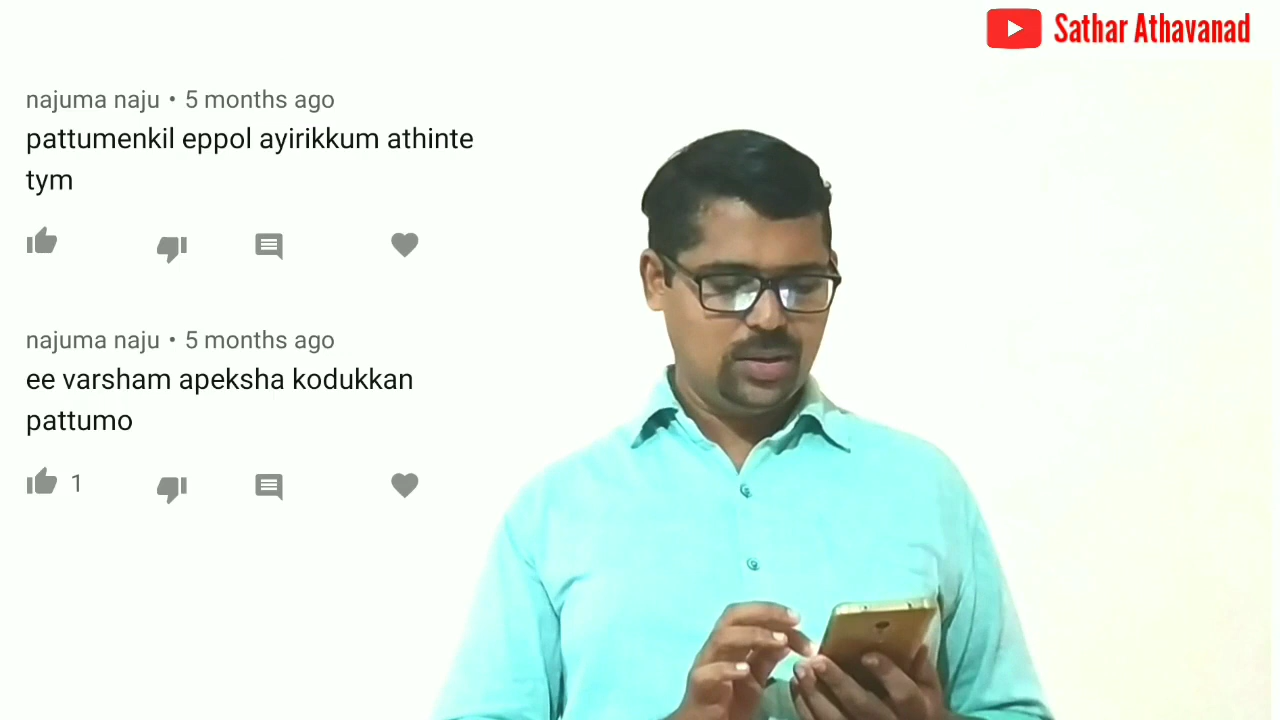 Sathar Athavanad
najuma naju • 5 months ago
pattumenkil eppol ayirikkum athinte
tym
najuma naju • 5 months ago
ee varsham apeksha kodukkan
pattumo
1